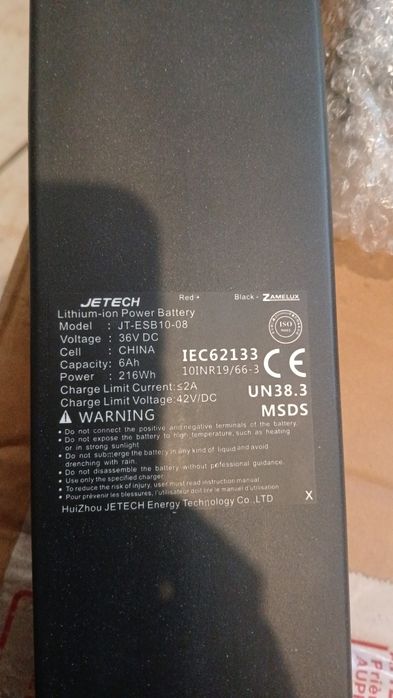 JETECH Red + Black - ZAMELUX
Lithium-ion Power Battery
Model : JT-ESB10-08
Voltage : 36V DC
Cell : CHINA
Capacity : 6Ah
Power : 216Wh
Charge Limit Current:≤2A
Charge Limit Voltage:42V/DC
ISO
IEC62133
10INR19/66-3
CE
UN38.3
MSDS
WARNING
• Do not connect the positive and negative terminals of the battery.
• Do not expose the battery to high temperature, such as heating
or in strong sunlight
• Do not submerge the battery in any kind of liquid and avoid
drenching with rain.
• Do not disassemble the battery without pofessional guidance.
• Use only the specified charger
• To reduce the risk of injury, user must read instruction manual
• Pour prévenir les blessures, l'utilisateur doit lire le manuel d'utilisation
HuiZhou JETECH Energy Technology Co.,LTD X